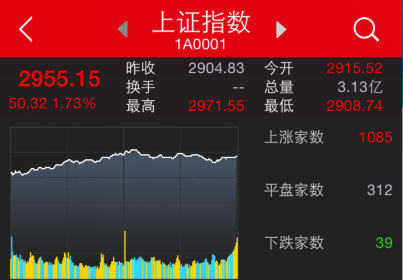 上证指数
1A0001
2955.15
50.32 1.73%
昨收 2904.83 今开 2915.52
换手 -- 总量 3.13亿
最高 2971.55 最低 2908.74
上涨家数 1085
平盘家数 312
下跌家数 39